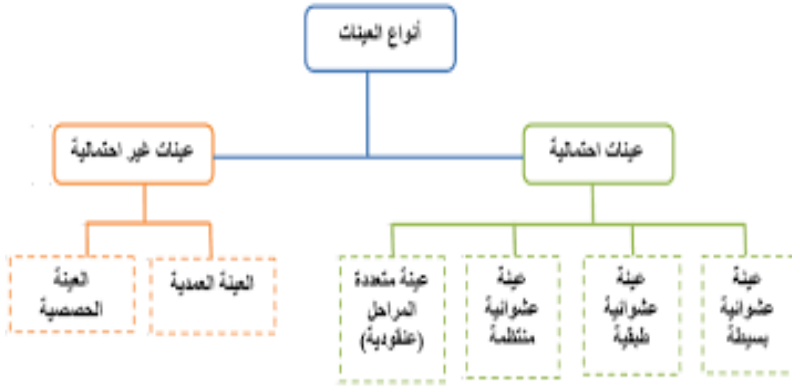 أنواع العينات
عينات احتمالية
عينات غير احتمالية
عينة
عشوائية
بسيطة
عينة
عشوائية
طبقية
عينة
عشوائية
منتظمة
عينة متعددة
المراحل
(عنقودية)
العينة العمدية
العينة
الحصصية